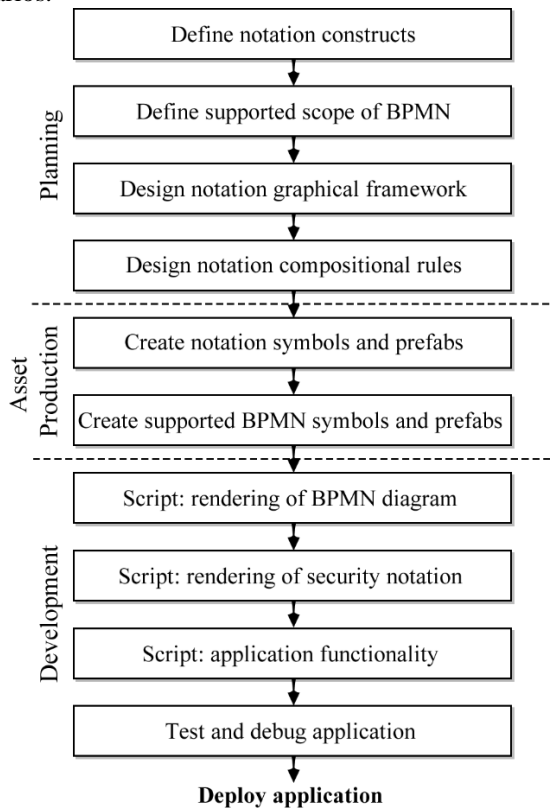 Define notation constructs
Define supported scope of BPMN
Design notation graphical framework
Design notation compositional rules
Planning
Create notation symbols and prefabs
Create supported BPMN symbols and prefabs
Asset
Production
Script: rendering of BPMN diagram
Script: rendering of security notation
Script: application functionality
Test and debug application
Development
Deploy application